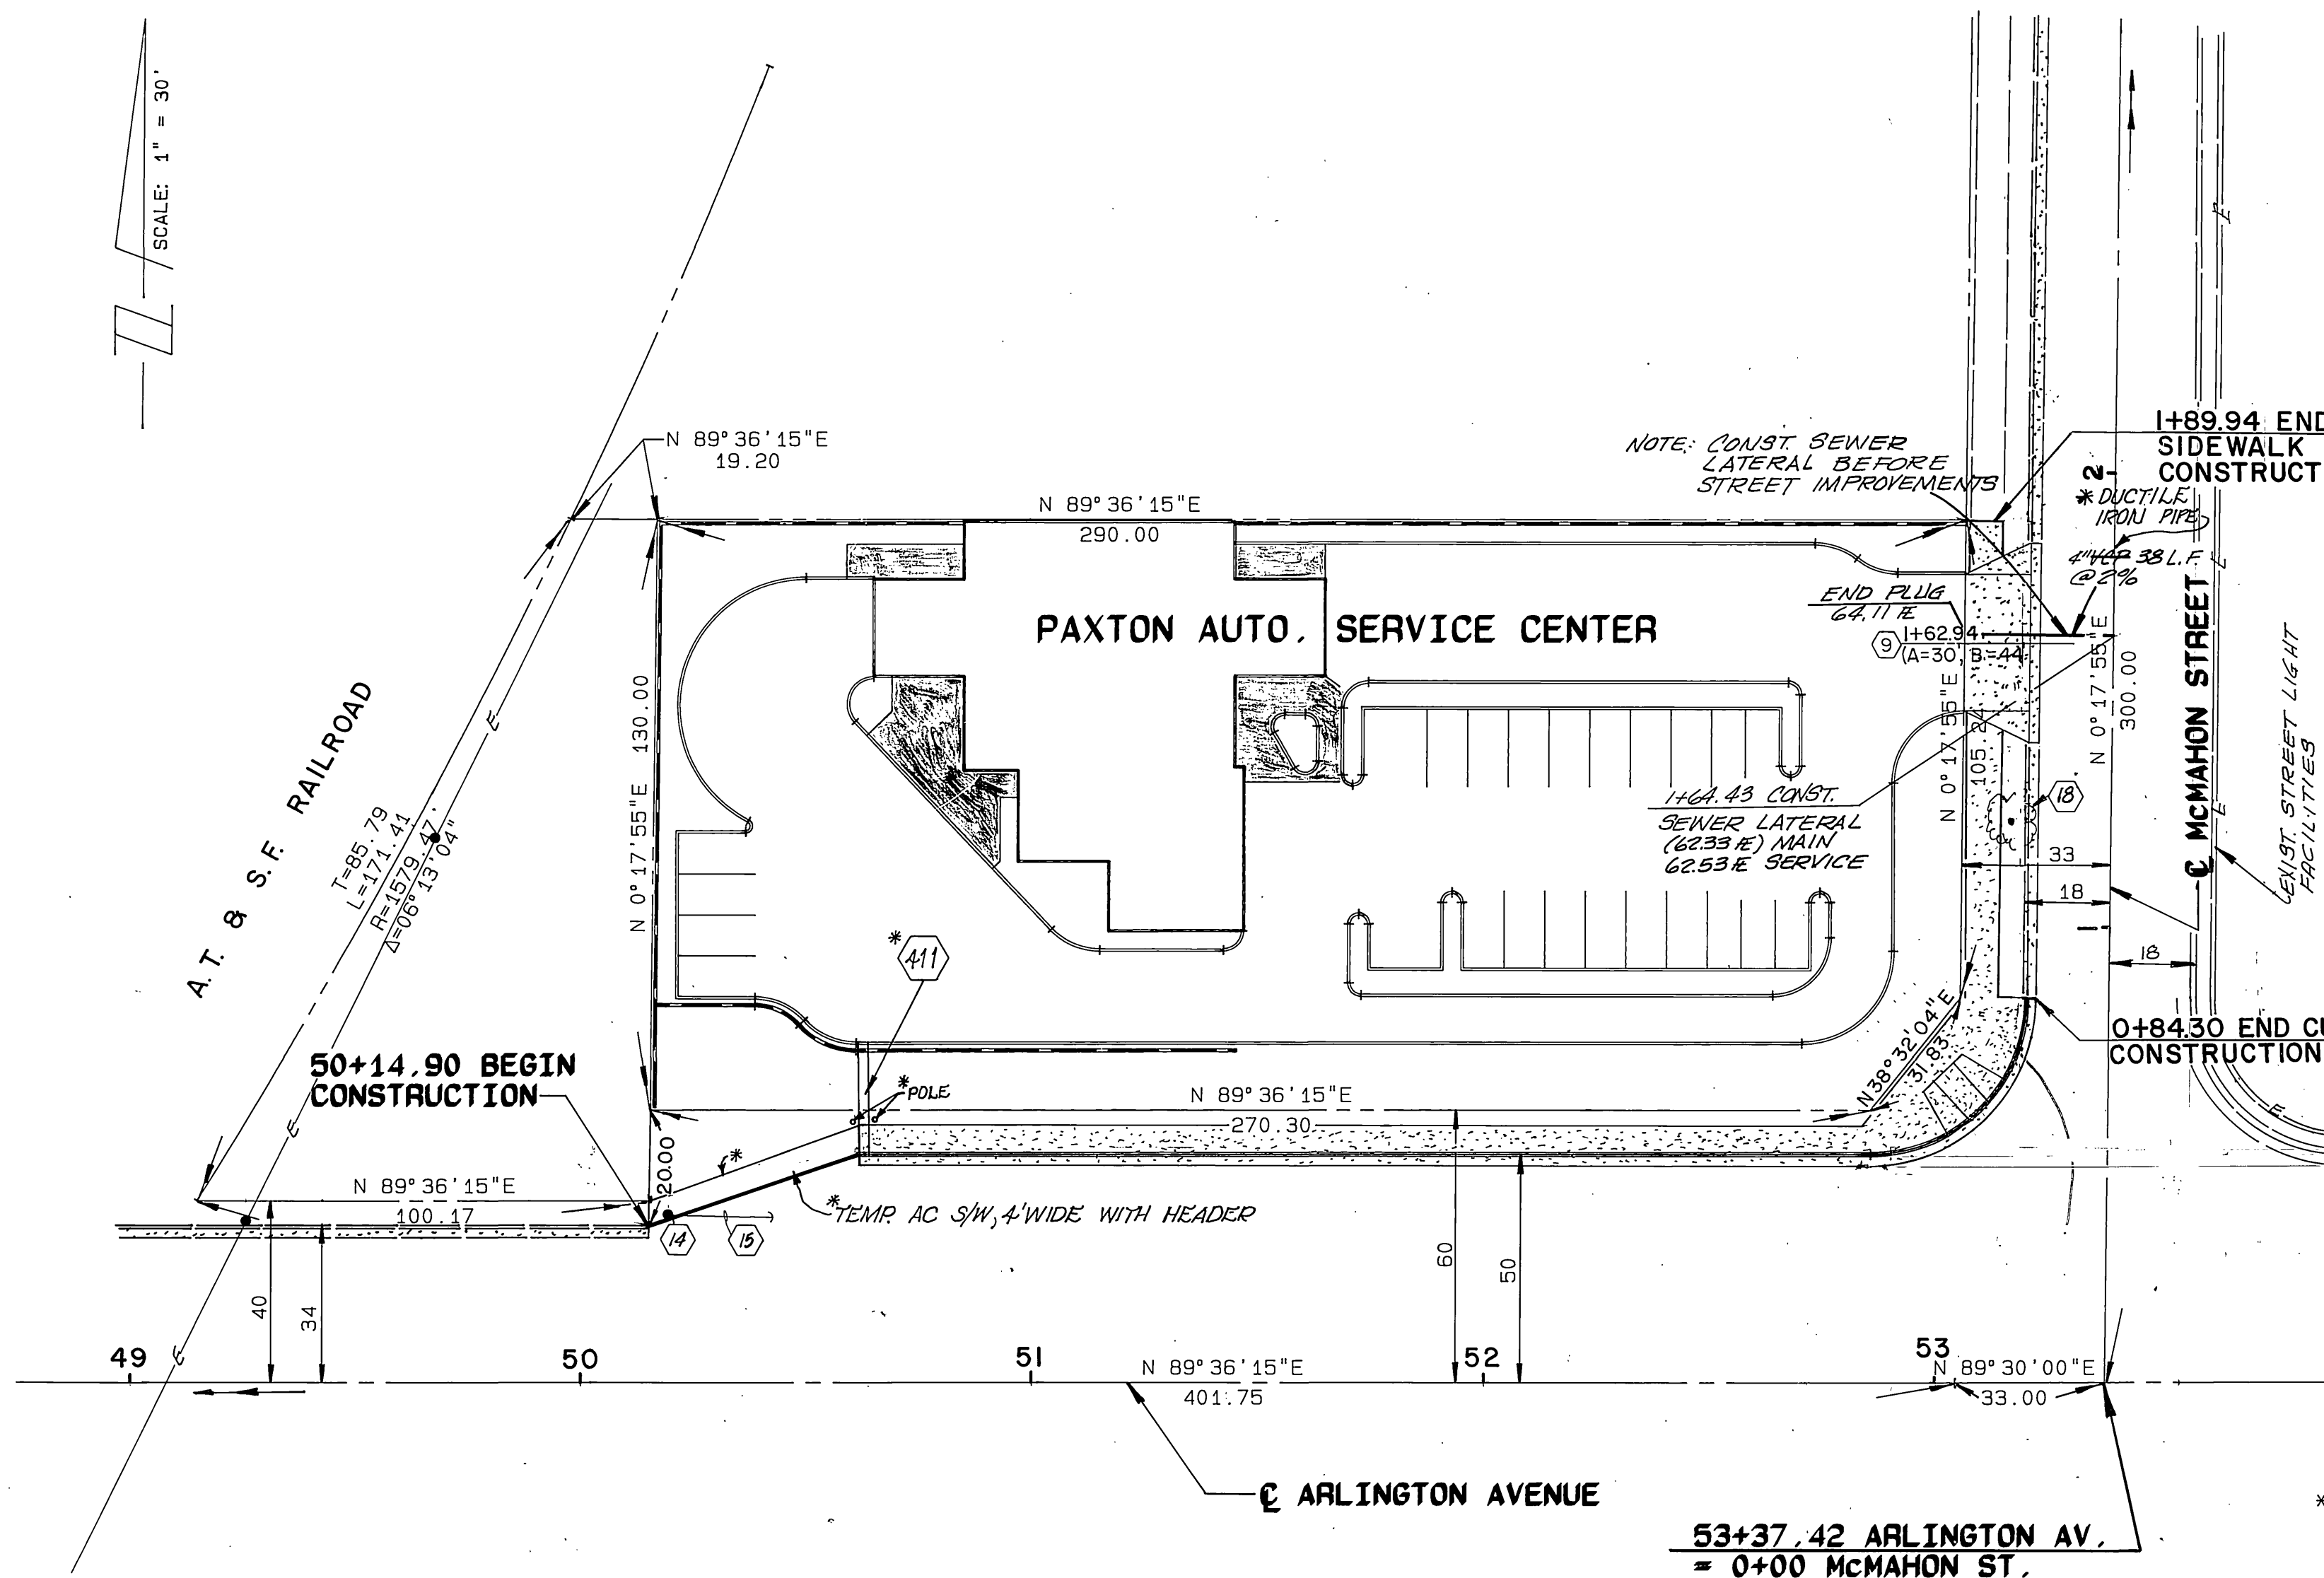 SCALE: 1" = 30'
N 89°36'15"E
19.20
NOTE: CONST. SEWER
LATERAL BEFORE
STREET IMPROVEMENTS
1+89.94 END
SIDEWALK
CONSTRUCT
2
* DUCTILE
IRON PIPE
4" VCP 38 L.F.
@ 2%
N 89°36'15"E
290.00
END PLUG
64.11 FL
9
1+62.94
(A=30', B=44')
PAXTON AUTO. SERVICE CENTER
N 0°17'55"E
300.00
℄ McMAHON STREET
EXIST. STREET LIGHT
FACILITIES
A.T. & S.F. RAILROAD
T=85.79
L=171.41
R=1579.47
Δ=06°13'04"
N 0°17'55"E 130.00
N 0°17'55"E
105.24
1+64.43 CONST.
SEWER LATERAL
(62.33 FL) MAIN
62.53 FL SERVICE
18
33
18
1
18
*
411
N38°32'04"E
31.83
0+84.30 END CU
CONSTRUCTION
50+14.90 BEGIN
CONSTRUCTION
* POLE
N 89°36'15"E
270.30
20.00
*
N 89°36'15"E
100.17
14
15
* TEMP. AC S/W, 4' WIDE WITH HEADER
40
34
60
50
49
50
51
52
53
N 89°36'15"E
401.75
N 89°30'00"E
33.00
℄ ARLINGTON AVENUE
53+37.42 ARLINGTON AV.
= 0+00 McMAHON ST.
*
E
E
E
E
E
E
E